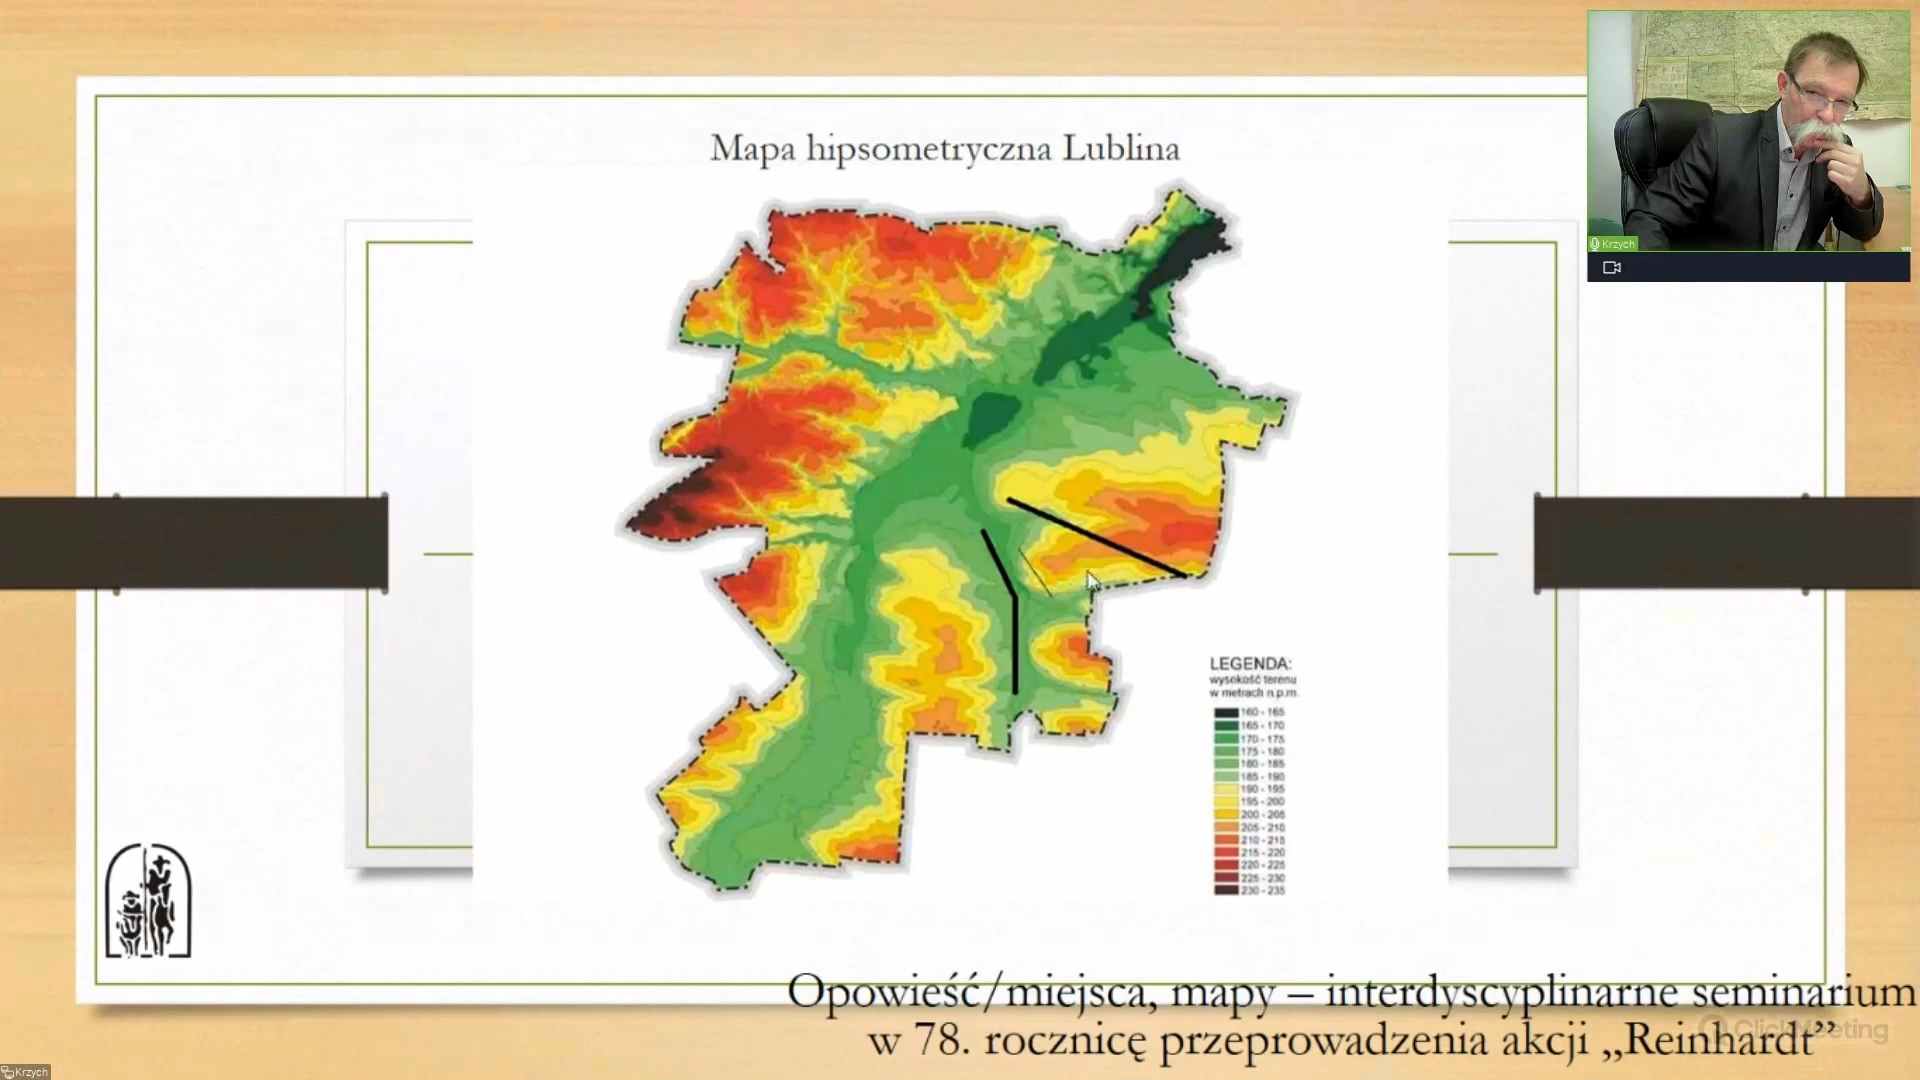 Mapa hipsometryczna Lublina
Krzych
LEGENDA:
wysokość terenu
w metrach n.p.m.
160 - 165
165 - 170
170 - 175
175 - 180
180 - 185
185 - 190
190 - 195
195 - 200
200 - 205
205 - 210
210 - 215
215 - 220
220 - 225
225 - 230
230 - 235
Opowieść/miejsca, mapy – interdyscyplinarne seminarium
w 78. rocznicę przeprowadzenia akcji „Reinhardt”
ClickMeeting
Krzych